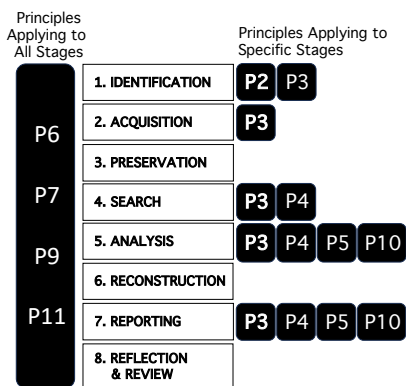 Principles
Applying to
All Stages
Principles Applying to
Specific Stages
1. IDENTIFICATION P2 P3
P6
2. ACQUISITION P3
3. PRESERVATION
P7
4. SEARCH P3 P4
5. ANALYSIS P3 P4 P5 P10
P9
6. RECONSTRUCTION
P11
7. REPORTING P3 P4 P5 P10
8. REFLECTION
& REVIEW